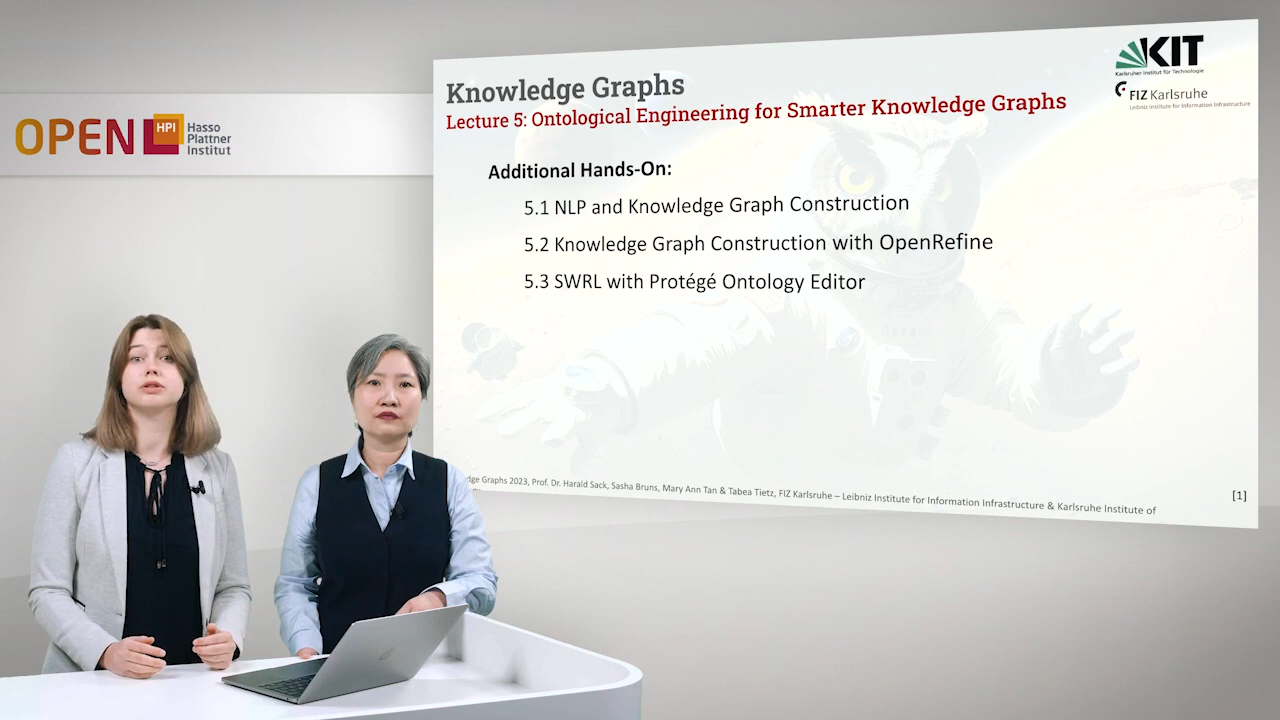 OPEN HPI Hasso
Plattner
Institut
Knowledge Graphs
Lecture 5: Ontological Engineering for Smarter Knowledge Graphs
KIT
Karlsruher Institut für Technologie
FIZ Karlsruhe
Leibniz Institute for Information Infrastructure
Additional Hands-On:
5.1 NLP and Knowledge Graph Construction
5.2 Knowledge Graph Construction with OpenRefine
5.3 SWRL with Protégé Ontology Editor
Graphs 2023, Prof. Dr. Harald Sack, Sasha Bruns, Mary Ann Tan & Tabea Tietz, FIZ Karlsruhe – Leibniz Institute for Information Infrastructure & Karlsruhe Institute of
[1]